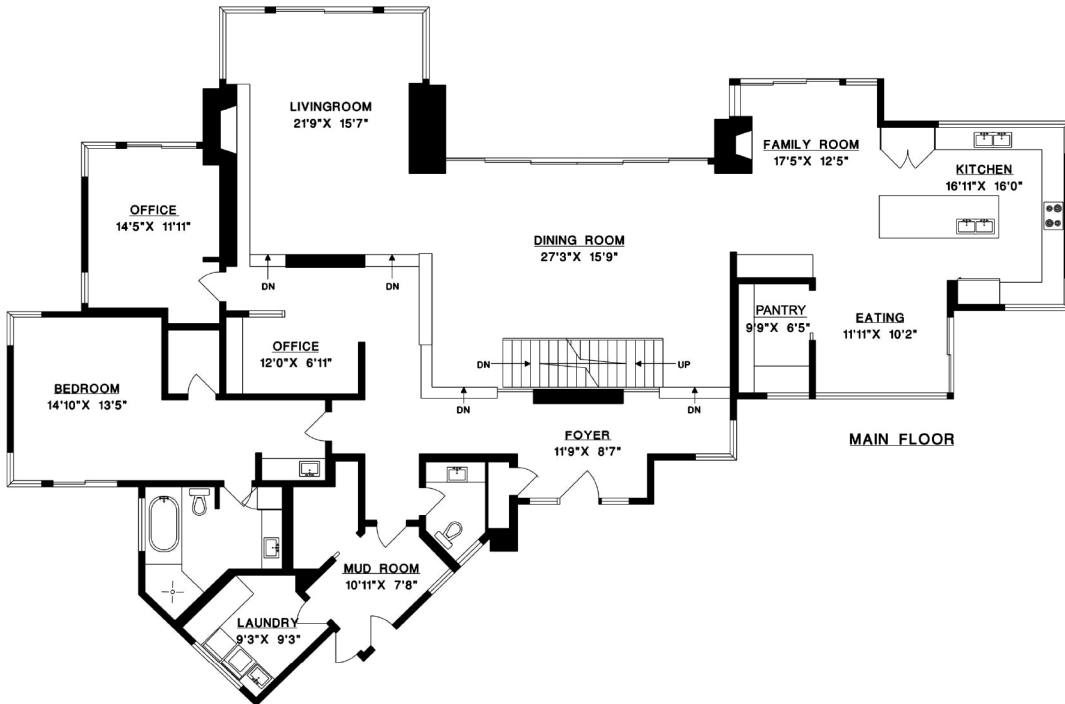 LIVINGROOM
21'9"X 15'7"
FAMILY ROOM
17'5"X 12'5"
KITCHEN
16'11"X 16'0"
OFFICE
14'5"X 11'11"
DINING ROOM
27'3"X 15'9"
DN
DN
PANTRY
9'9"X 6'5"
EATING
11'11"X 10'2"
OFFICE
12'0"X 6'11"
DN
UP
BEDROOM
14'10"X 13'5"
DN
DN
FOYER
11'9"X 8'7"
MAIN FLOOR
MUD ROOM
10'11"X 7'8"
LAUNDRY
9'3"X 9'3"